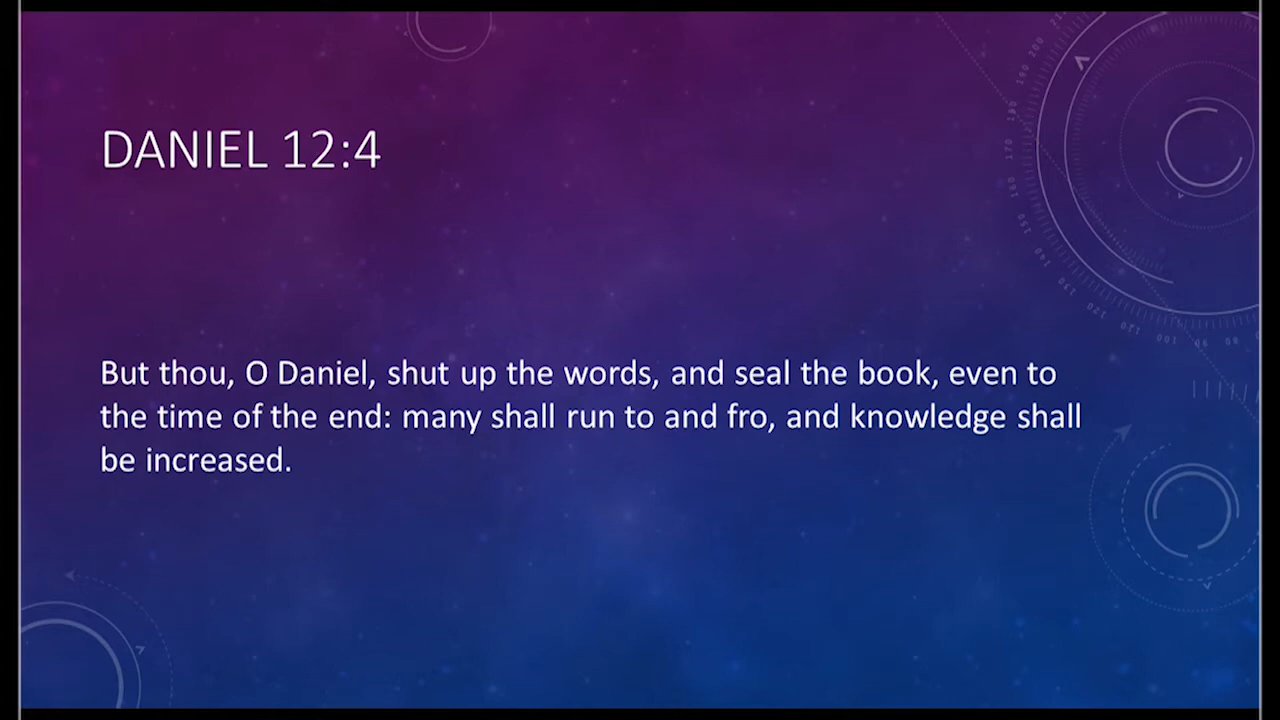 DANIEL 12:4
But thou, O Daniel, shut up the words, and seal the book, even to
the time of the end: many shall run to and fro, and knowledge shall
be increased.